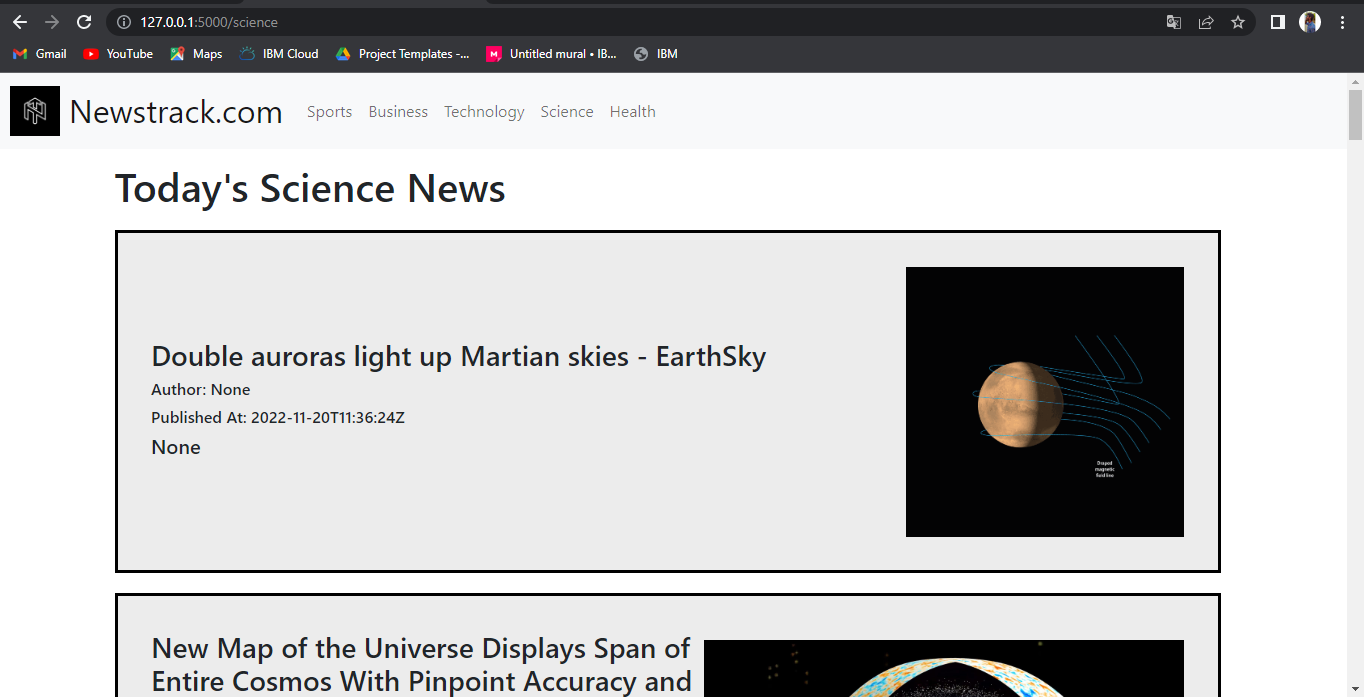 127.0.0.1:5000/science
Gmail YouTube Maps IBM Cloud Project Templates -... Untitled mural • IB... IBM
Newstrack.com Sports Business Technology Science Health
Today's Science News
Double auroras light up Martian skies - EarthSky
Author: None
Published At: 2022-11-20T11:36:24Z
None
Draped
magnetic
field line
New Map of the Universe Displays Span of
Entire Cosmos With Pinpoint Accuracy and